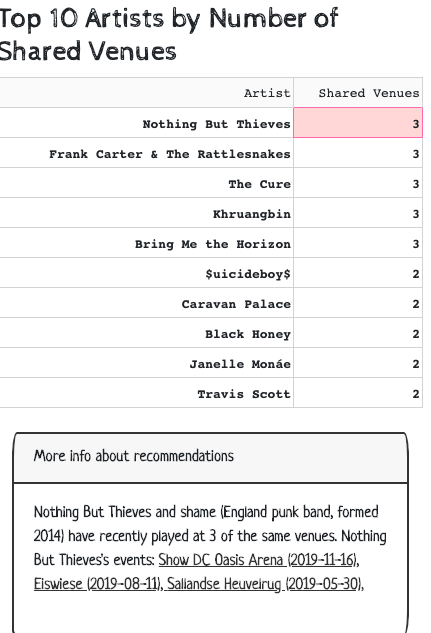 Top 10 Artists by Number of
Shared Venues
Artist Shared Venues
Nothing But Thieves 3
Frank Carter & The Rattlesnakes 3
The Cure 3
Khruangbin 3
Bring Me the Horizon 3
$uicideboy$ 2
Caravan Palace 2
Black Honey 2
Janelle Monáe 2
Travis Scott 2
More info about recommendations
Nothing But Thieves and shame (England punk band, formed
2014) have recently played at 3 of the same venues. Nothing
But Thieves's events: Show DC Oasis Arena (2019-11-16),
Eiswiese (2019-08-11), Sallandse Heuvelrug (2019-05-30),